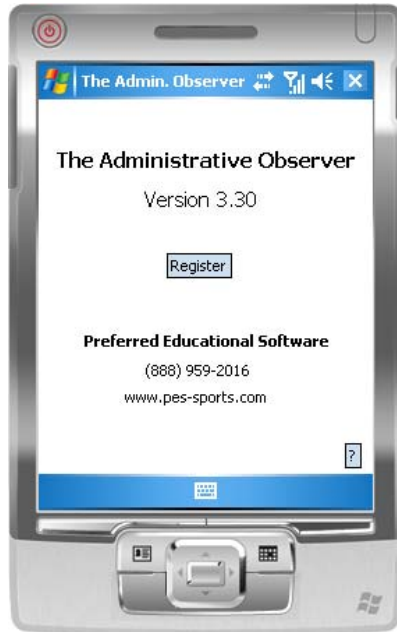 The Admin. Observer
The Administrative Observer
Version 3.30
Register
Preferred Educational Software
(888) 959-2016
www.pes-sports.com
?